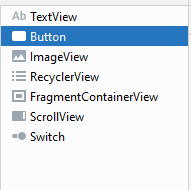 Ab TextView
Button
ImageView
RecyclerView
FragmentContainerView
ScrollView
Switch